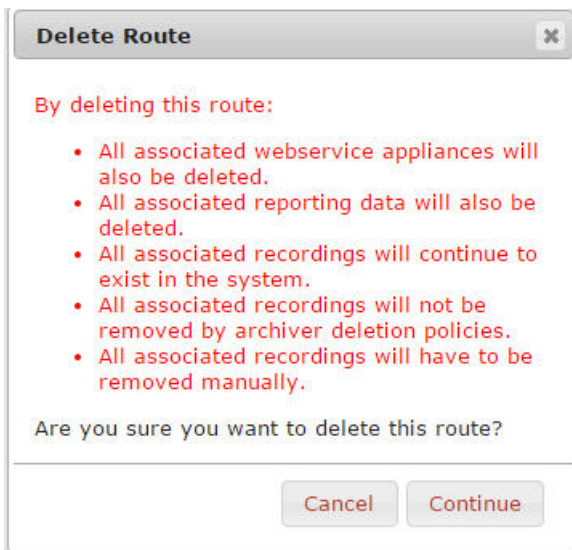 Delete Route
By deleting this route:
• All associated webservice appliances will
also be deleted.
• All associated reporting data will also be
deleted.
• All associated recordings will continue to
exist in the system.
• All associated recordings will not be
removed by archiver deletion policies.
• All associated recordings will have to be
removed manually.
Are you sure you want to delete this route?
Cancel Continue